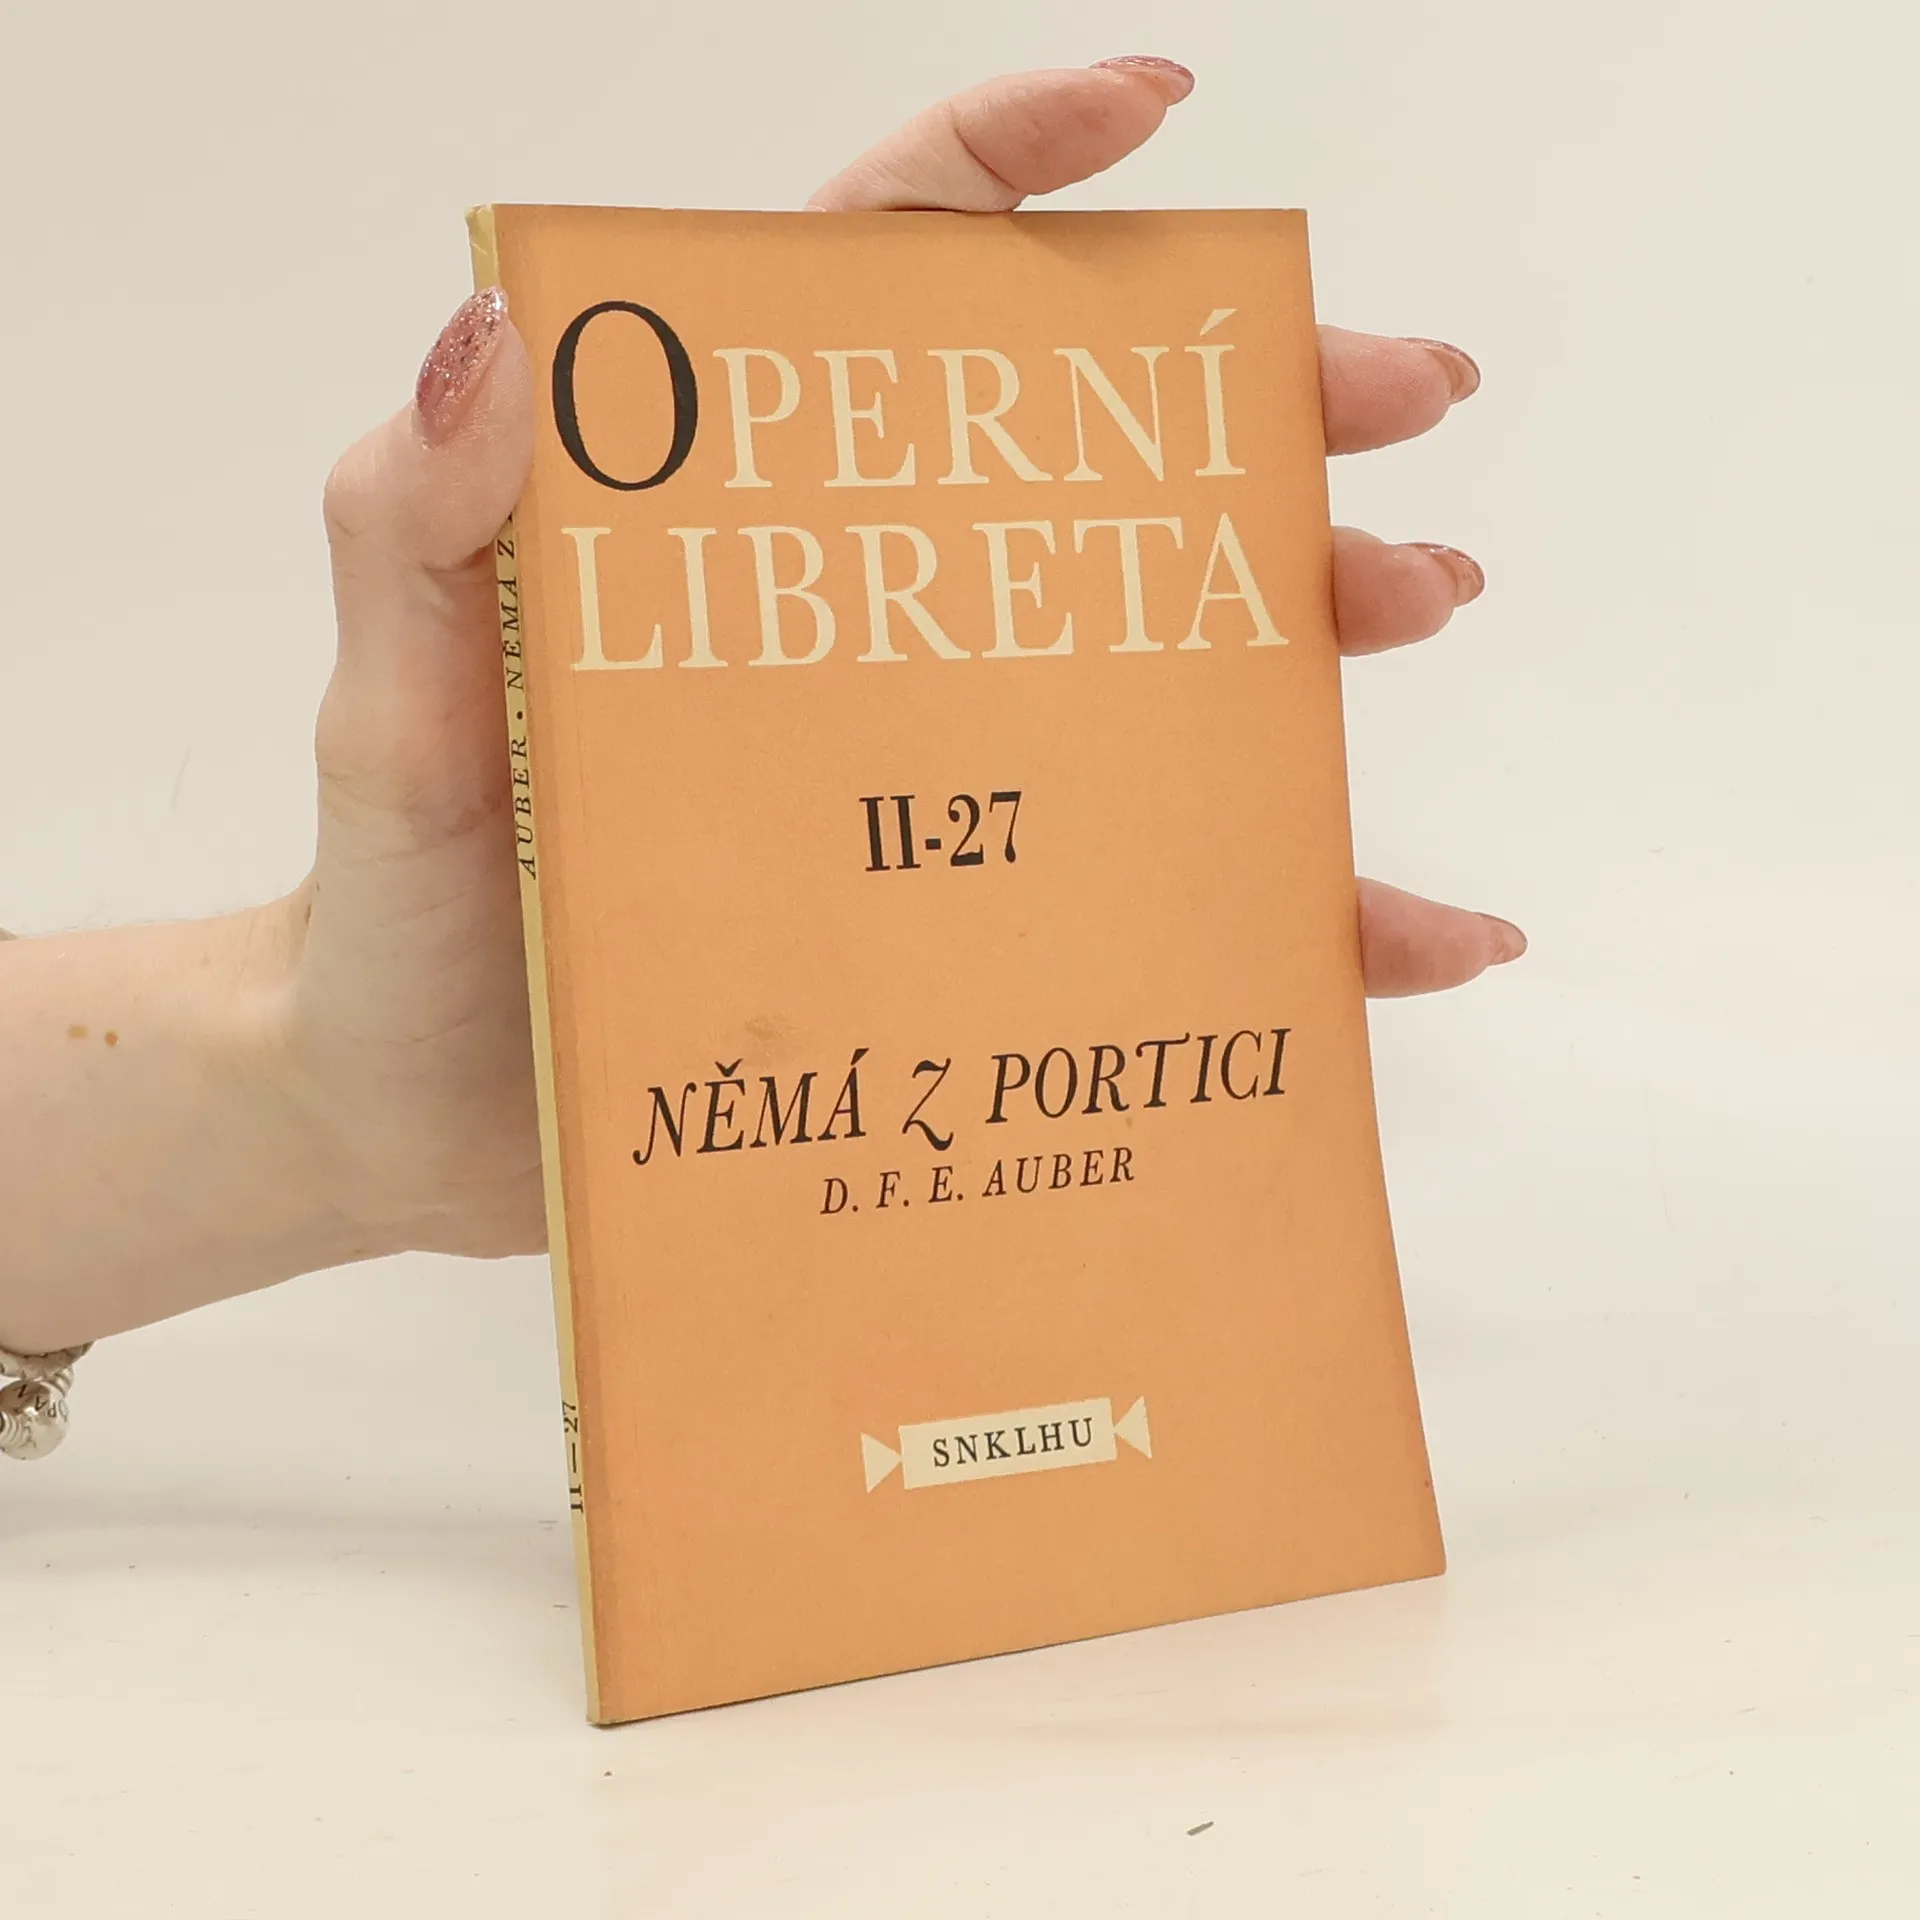 OPERNÍ
LIBRETA
II-27
NĚMÁ Z PORTICI
D. F. E. AUBER
SNKLHU
AUBER · NĚMÁ Z
II — 27